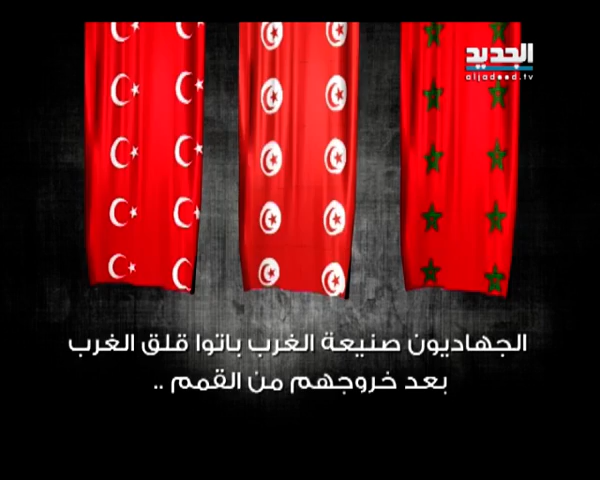 الجديد
aljadeed.tv
الجهاديون صنيعة الغرب باتوا قلق الغرب
بعد خروجهم من القمم ..